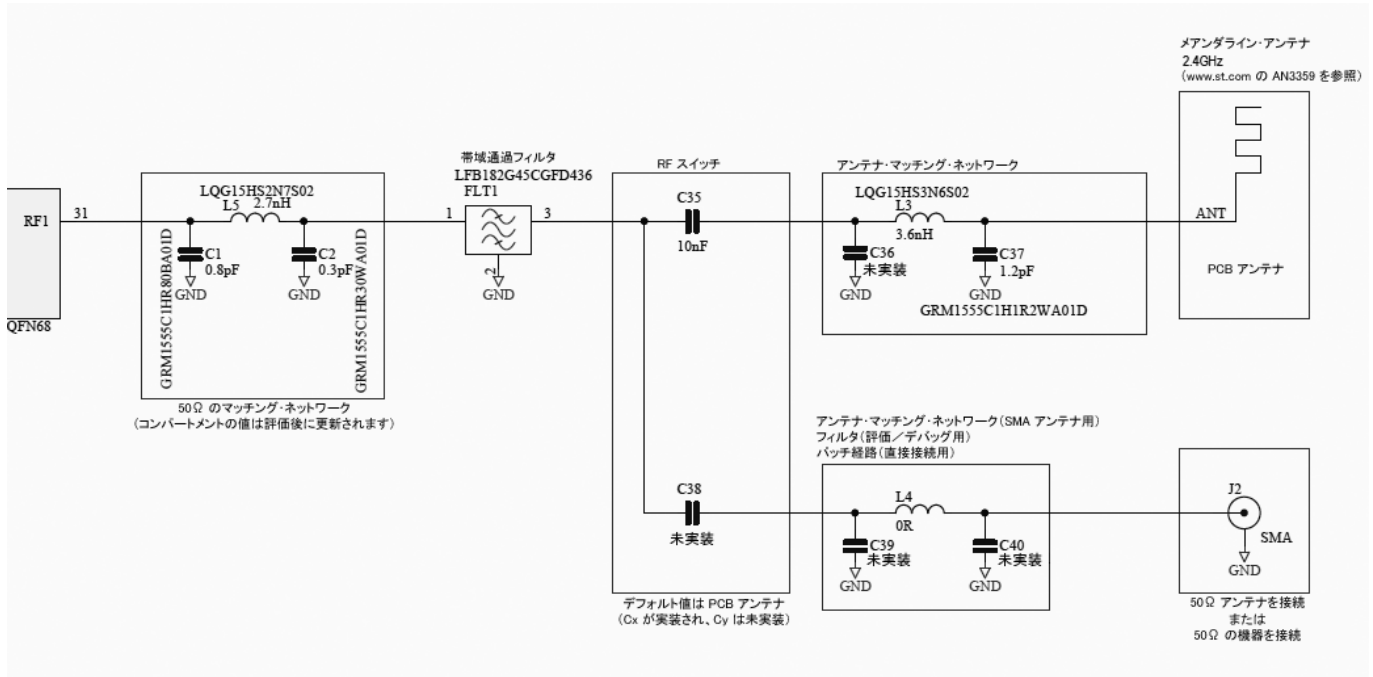 メアンダライン・アンテナ
2.4GHz
(www.st.com の AN3359 を参照)
帯域通過フィルタ
LFB182G45CGFD436
FLT1
RF スイッチ
アンテナ・マッチング・ネットワーク
LQG15HS2N7S02
L5
2.7nH
C35
10nF
LQG15HS3N6S02
L3
3.6nH
RF1
31
1
3
2
GND
ANT
C1
0.8pF
GND
C2
0.3pF
GND
GRM1555C1HR80BA01D
GRM1555C1HR30WA01D
C36
未実装
GND
C37
1.2pF
GND
GRM1555C1H1R2WA01D
PCB アンテナ
QFN68
50Ω のマッチング・ネットワーク
(コンパートメントの値は評価後に更新されます)
アンテナ・マッチング・ネットワーク(SMA アンテナ用)
フィルタ(評価/デバッグ用)
パッチ経路(直接接続用)
C38
未実装
L4
0R
C39
未実装
GND
C40
未実装
GND
J2
SMA
GND
デフォルト値は PCB アンテナ
(Cx が実装され、Cy は未実装)
50Ω アンテナを接続
または
50Ω の機器を接続